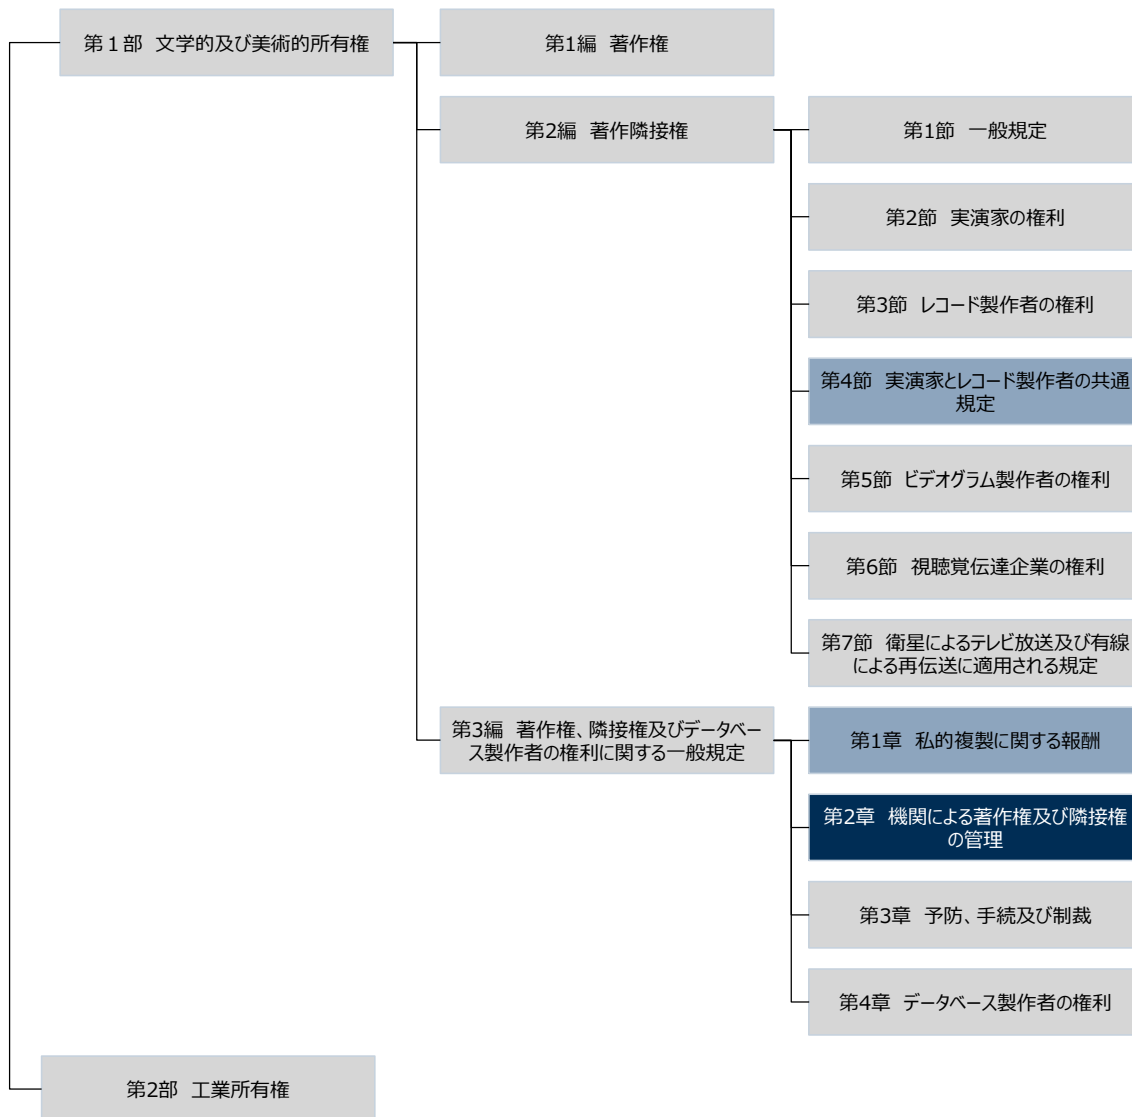 第１部 文学的及び美術的所有権
第1編 著作権
第2編 著作隣接権
第1節 一般規定
第2節 実演家の権利
第3節 レコード製作者の権利
第4節 実演家とレコード製作者の共通
規定
第5節 ビデオグラム製作者の権利
第6節 視聴覚伝達企業の権利
第7節 衛星によるテレビ放送及び有線
による再伝送に適用される規定
第3編 著作権、隣接権及びデータベー
ス製作者の権利に関する一般規定
第1章 私的複製に関する報酬
第2章 機関による著作権及び隣接権
の管理
第3章 予防、手続及び制裁
第4章 データベース製作者の権利
第2部 工業所有権